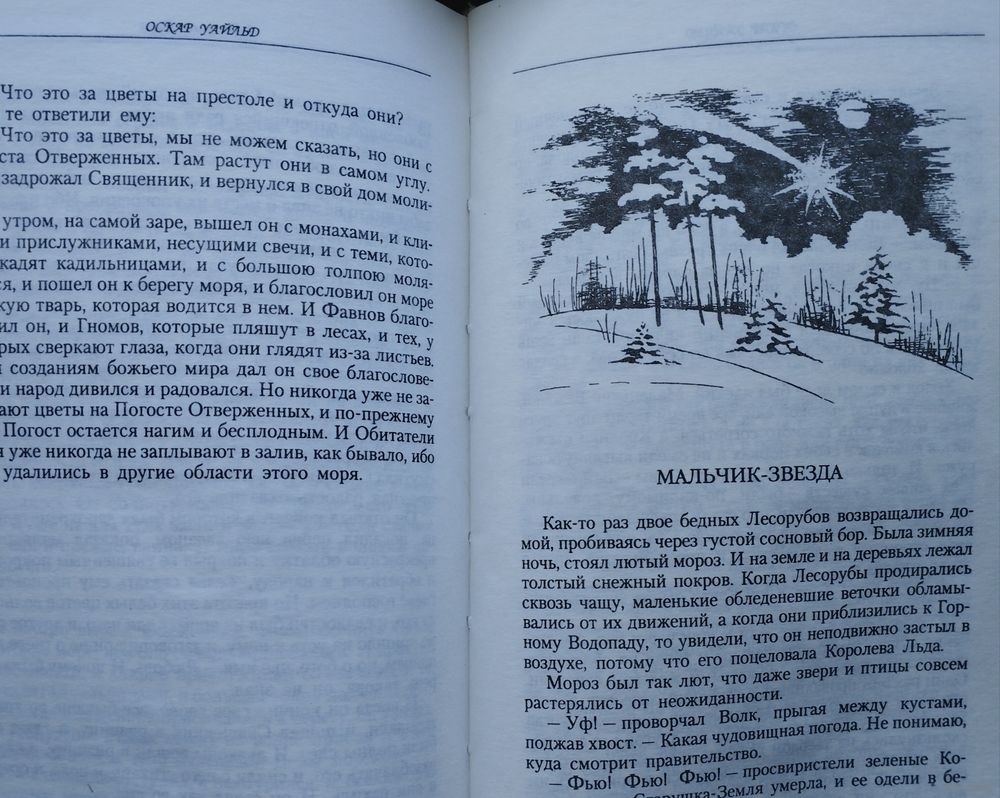 ОСКАР УАЙЛЬД
Что это за цветы на престоле и откуда они?
те ответили ему:
Что это за цветы, мы не можем сказать, но они с
ста Отверженных. Там растут они в самом углу.
задрожал Священник, и вернулся в свой дом моли-
утром, на самой заре, вышел он с монахами, и кли-
и прислужниками, несущими свечи, и с теми, кото-
кадят кадильницами, и с большою толпою моля-
ся, и пошел он к берегу моря, и благословил он море
кую тварь, которая водится в нем. И Фавнов благо-
ил он, и Гномов, которые пляшут в лесах, и тех, у
рых сверкают глаза, когда они глядят из-за листьев.
созданиям божьего мира дал он свое благослове-
и народ дивился и радовался. Но никогда уже не за-
ают цветы на Погосте Отверженных, и по-прежнему
Погост остается нагим и бесплодным. И Обитатели
я уже никогда не заплывают в залив, как бывало, ибо
удалились в другие области этого моря.
МАЛЬЧИК-ЗВЕЗДА
Как-то раз двое бедных Лесорубов возвращались до-
мой, пробиваясь через густой сосновый бор. Была зимняя
ночь, стоял лютый мороз. И на земле и на деревьях лежал
толстый снежный покров. Когда Лесорубы продирались
сквозь чащу, маленькие обледеневшие веточки обламы-
вались от их движений, а когда они приблизились к Гор-
ному Водопаду, то увидели, что он неподвижно застыл в
воздухе, потому что его поцеловала Королева Льда.
Мороз был так лют, что даже звери и птицы совсем
растерялись от неожиданности.
— Уф! — проворчал Волк, прыгая между кустами,
поджав хвост. — Какая чудовищная погода. Не понимаю,
куда смотрит правительство.
— Фью! Фью! Фью! — просвиристели зеленые Ко-
Старушка-Земля умерла, и ее одели в бе-